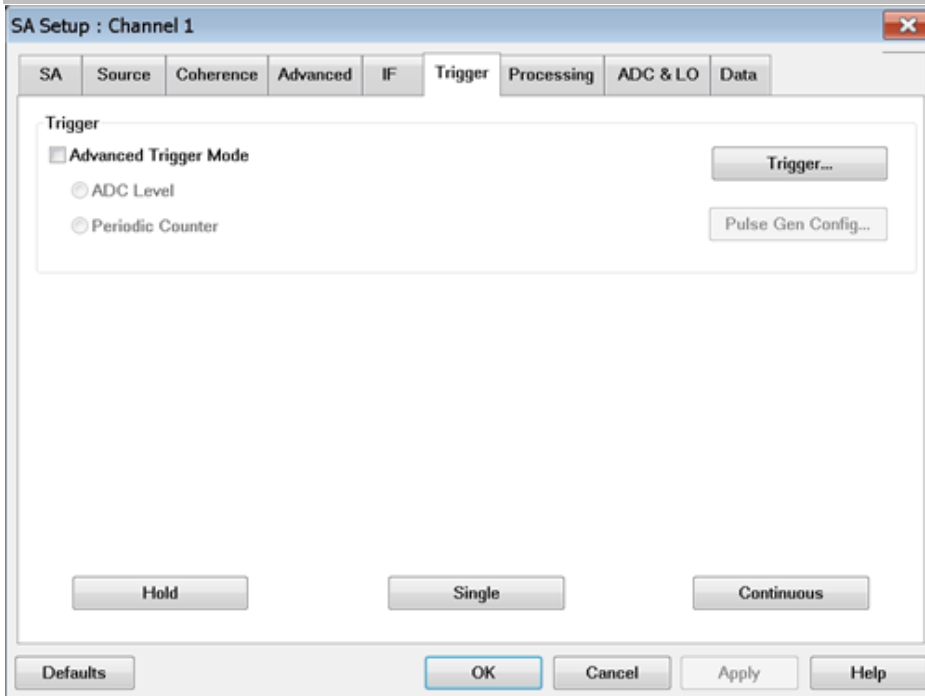 SA Setup : Channel 1
SA Source Coherence Advanced IF Trigger Processing ADC & LO Data
Trigger
Advanced Trigger Mode
Trigger...
ADC Level
Periodic Counter
Pulse Gen Config...
Hold Single Continuous
Defaults OK Cancel Apply Help